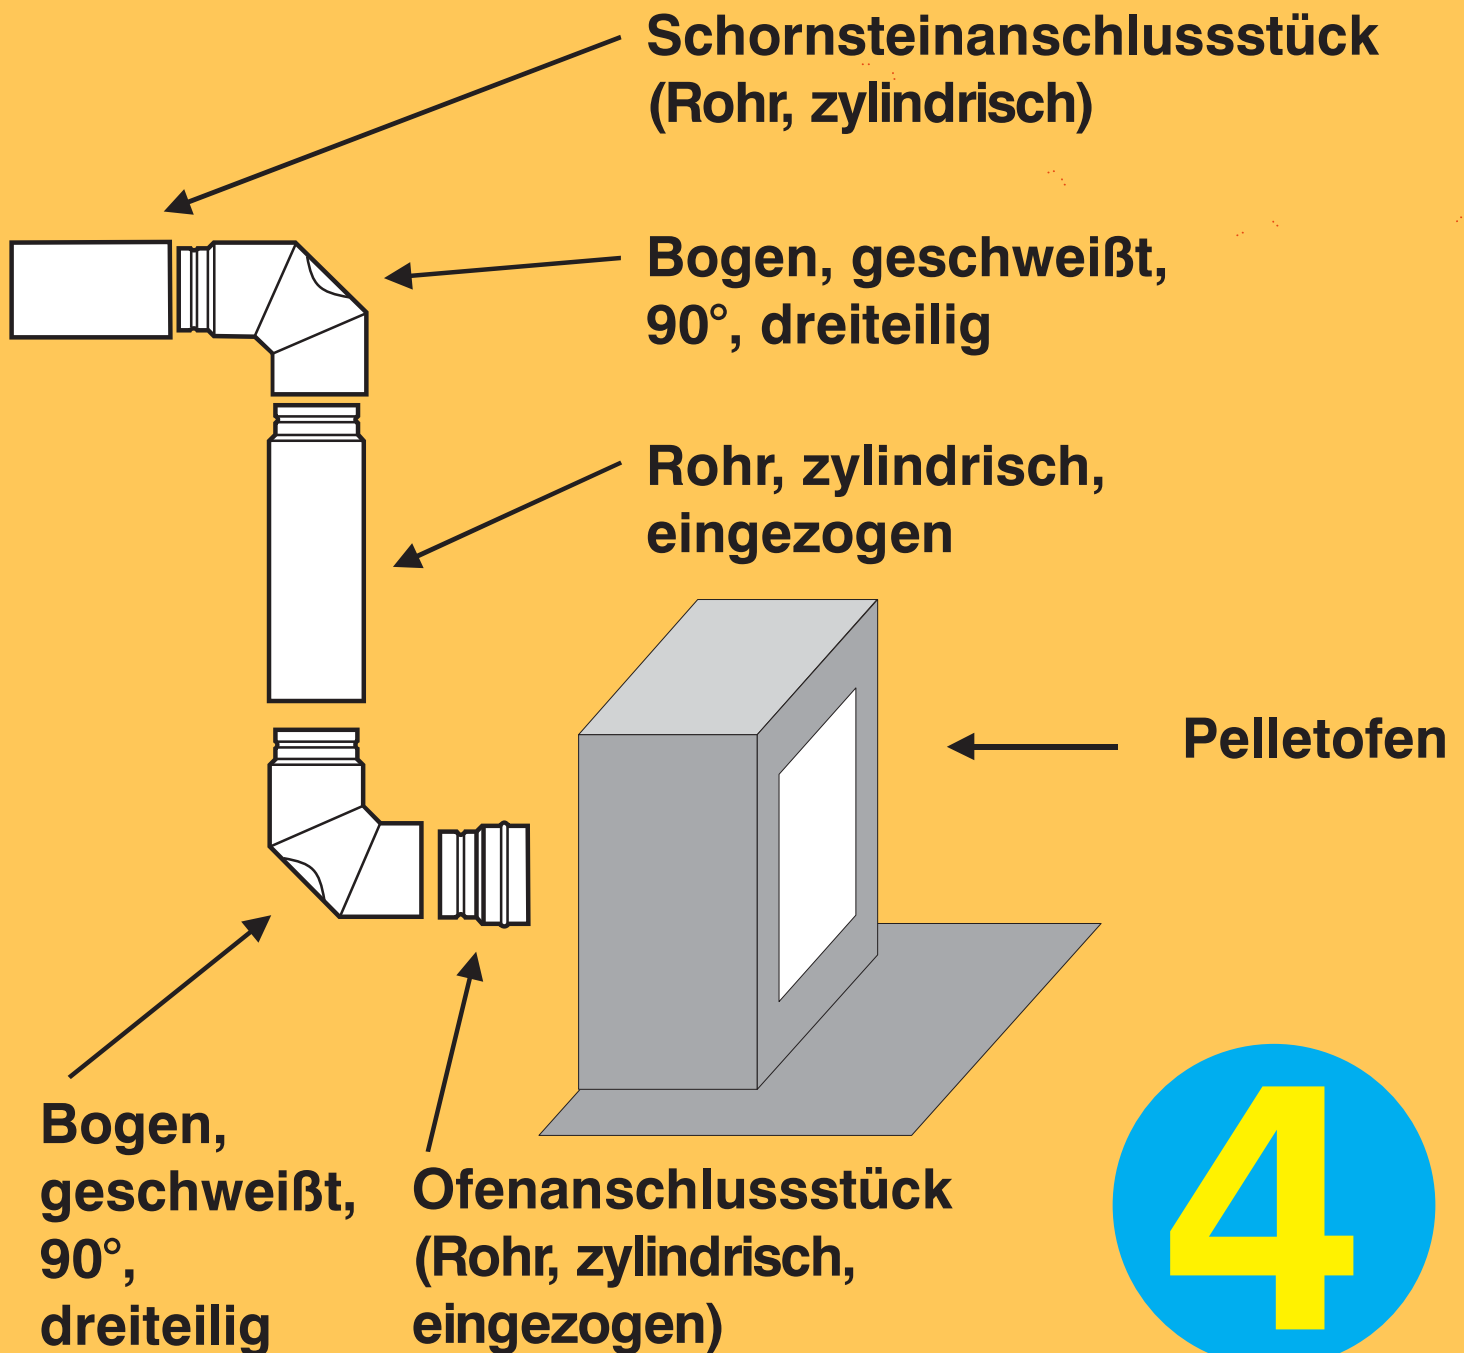 Schornsteinanschlussstück
(Rohr, zylindrisch)
Bogen, geschweißt,
90°, dreiteilig
Rohr, zylindrisch,
eingezogen
Pelletofen
Bogen,
geschweißt,
90°,
dreiteilig
Ofenanschlussstück
(Rohr, zylindrisch,
eingezogen)
4